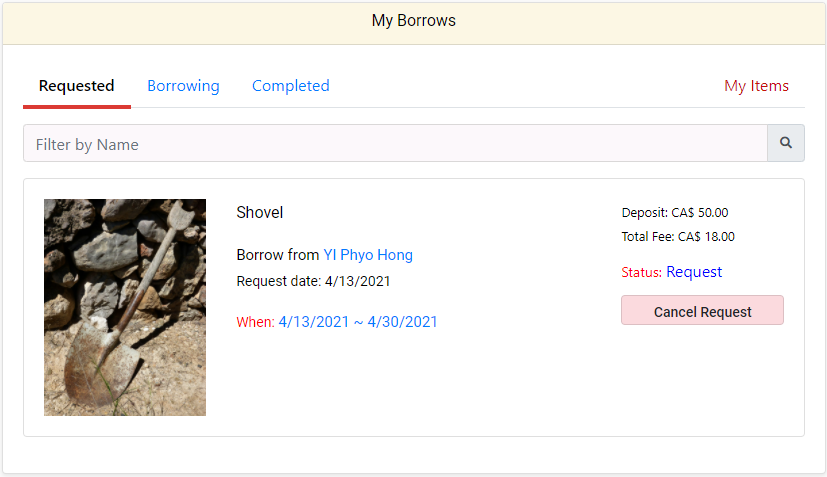 My Borrows
Requested Borrowing Completed My Items
Filter by Name
Shovel
Borrow from YI Phyo Hong
Request date: 4/13/2021
When: 4/13/2021 ~ 4/30/2021
Deposit: CA$ 50.00
Total Fee: CA$ 18.00
Status: Request
Cancel Request